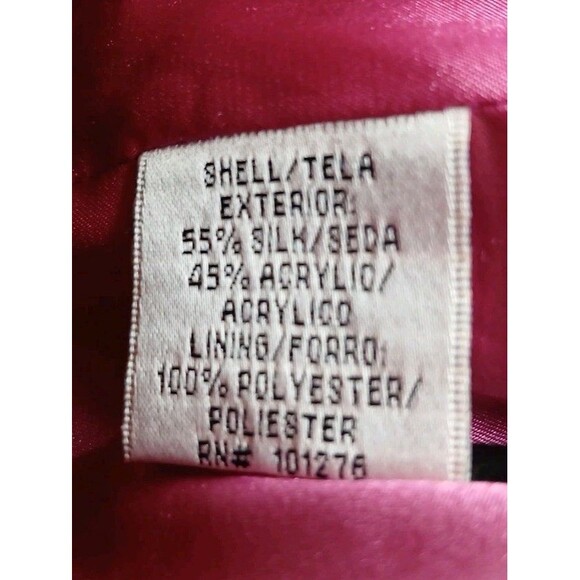 SHELL/TELA
EXTERIOR:
55% SILK/SEDA
45% ACRYLIC/
ACRYLICO
LINING/FORRO:
100% POLYESTER/
POLIESTER
RN# 101276